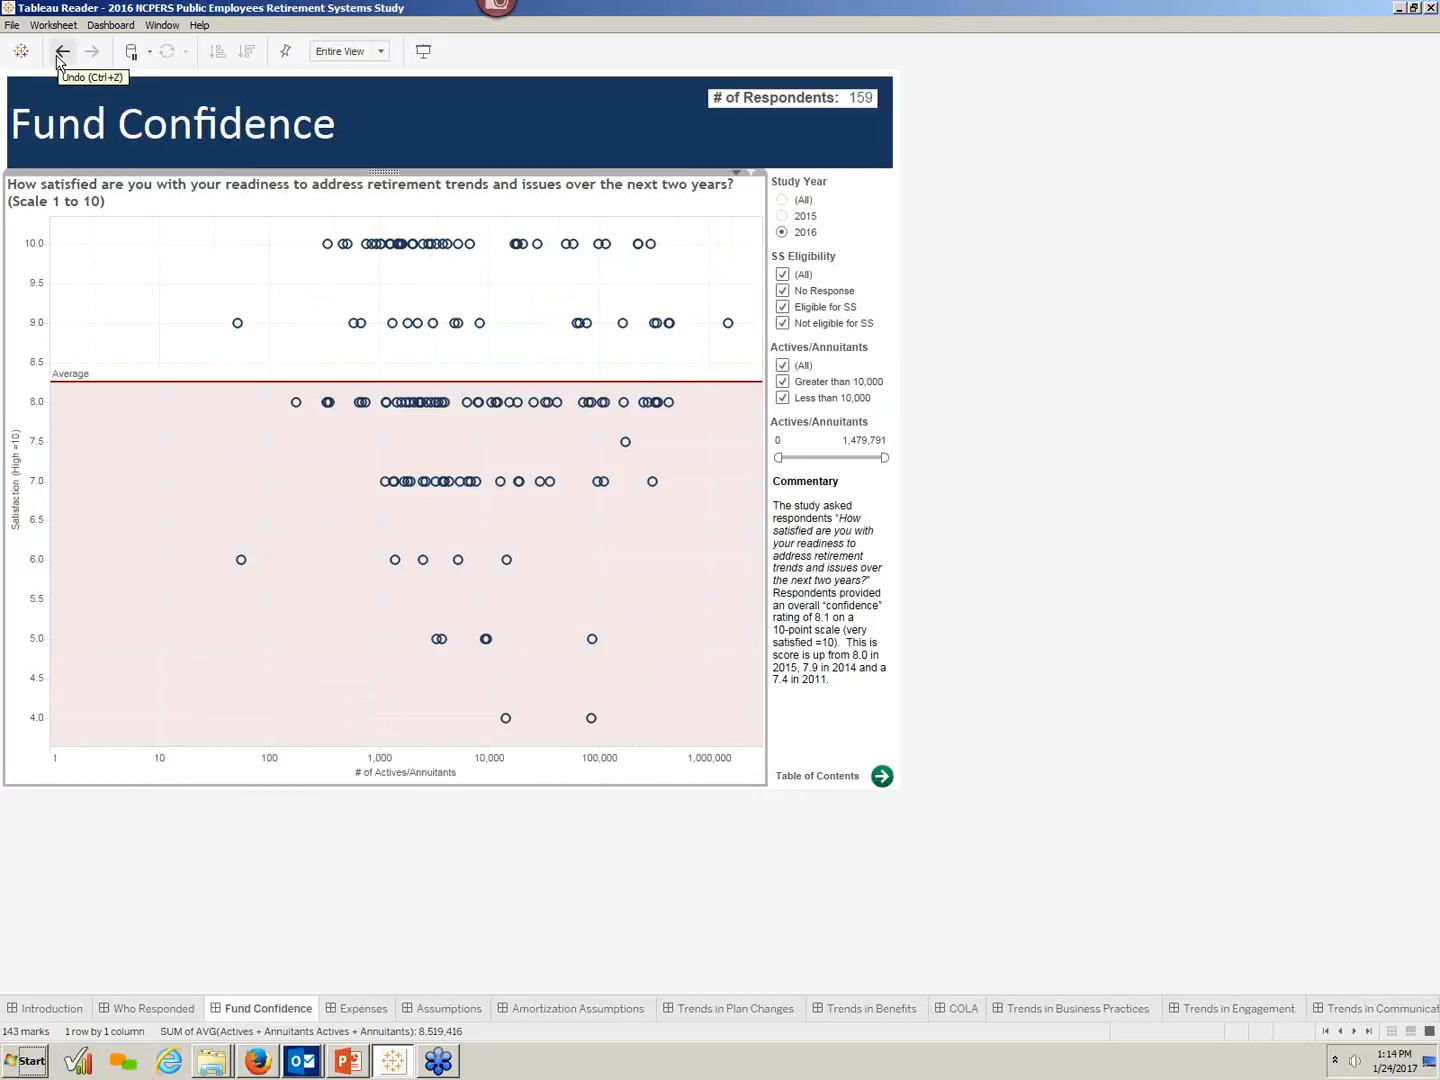 Tableau Reader - 2016 NCPERS Public Employees Retirement Systems Study
File Worksheet Dashboard Window Help
Entire View
Undo (Ctrl+Z)
Fund Confidence
# of Respondents: 159
How satisfied are you with your readiness to address retirement trends and issues over the next two years?
(Scale 1 to 10)
10.0
9.5
9.0
8.5
Average
8.0
7.5
7.0
6.5
6.0
5.5
5.0
4.5
4.0
Satisfaction (High =10)
1 10 100 1,000 10,000 100,000 1,000,000
# of Actives/Annuitants
Study Year
(All)
2015
2016
SS Eligibility
(All)
No Response
Eligible for SS
Not eligible for SS
Actives/Annuitants
(All)
Greater than 10,000
Less than 10,000
Actives/Annuitants
0 1,479,791
Commentary
The study asked
respondents “How
satisfied are you with
your readiness to
address retirement
trends and issues over
the next two years?”
Respondents provided
an overall “confidence”
rating of 8.1 on a
10-point scale (very
satisfied =10). This is
score is up from 8.0 in
2015, 7.9 in 2014 and a
7.4 in 2011.
Table of Contents
Introduction Who Responded Fund Confidence Expenses Assumptions Amortization Assumptions Trends in Plan Changes Trends in Benefits COLA Trends in Business Practices Trends in Engagement Trends in Communicat
143 marks 1 row by 1 column SUM of AVG(Actives + Annuitants Actives + Annuitants): 8,519,416
Start
1:14 PM
1/24/2017